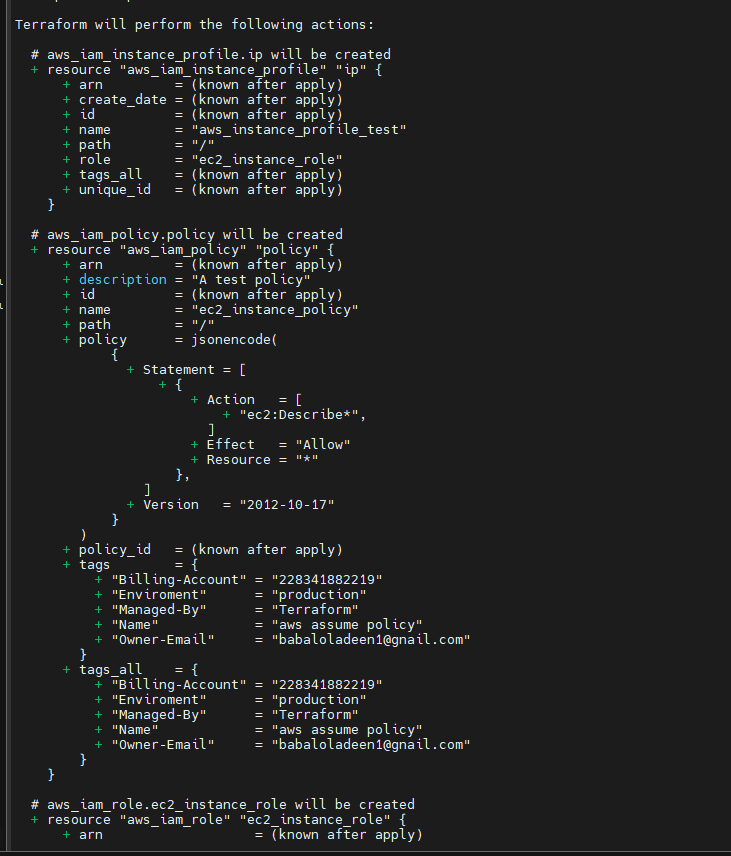 Terraform will perform the following actions:
# aws_iam_instance_profile.ip will be created
+ resource "aws_iam_instance_profile" "ip" {
+ arn = (known after apply)
+ create_date = (known after apply)
+ id = (known after apply)
+ name = "aws_instance_profile_test"
+ path = "/"
+ role = "ec2_instance_role"
+ tags_all = (known after apply)
+ unique_id = (known after apply)
}
# aws_iam_policy.policy will be created
+ resource "aws_iam_policy" "policy" {
+ arn = (known after apply)
+ description = "A test policy"
+ id = (known after apply)
+ name = "ec2_instance_policy"
+ path = "/"
+ policy = jsonencode(
{
+ Statement = [
+ {
+ Action = [
+ "ec2:Describe*",
]
+ Effect = "Allow"
+ Resource = "*"
},
]
+ Version = "2012-10-17"
}
)
+ policy_id = (known after apply)
+ tags = {
+ "Billing-Account" = "228341882219"
+ "Enviroment" = "production"
+ "Managed-By" = "Terraform"
+ "Name" = "aws assume policy"
+ "Owner-Email" = "babaloladeen1@gnail.com"
}
+ tags_all = {
+ "Billing-Account" = "228341882219"
+ "Enviroment" = "production"
+ "Managed-By" = "Terraform"
+ "Name" = "aws assume policy"
+ "Owner-Email" = "babaloladeen1@gnail.com"
}
}
# aws_iam_role.ec2_instance_role will be created
+ resource "aws_iam_role" "ec2_instance_role" {
+ arn = (known after apply)